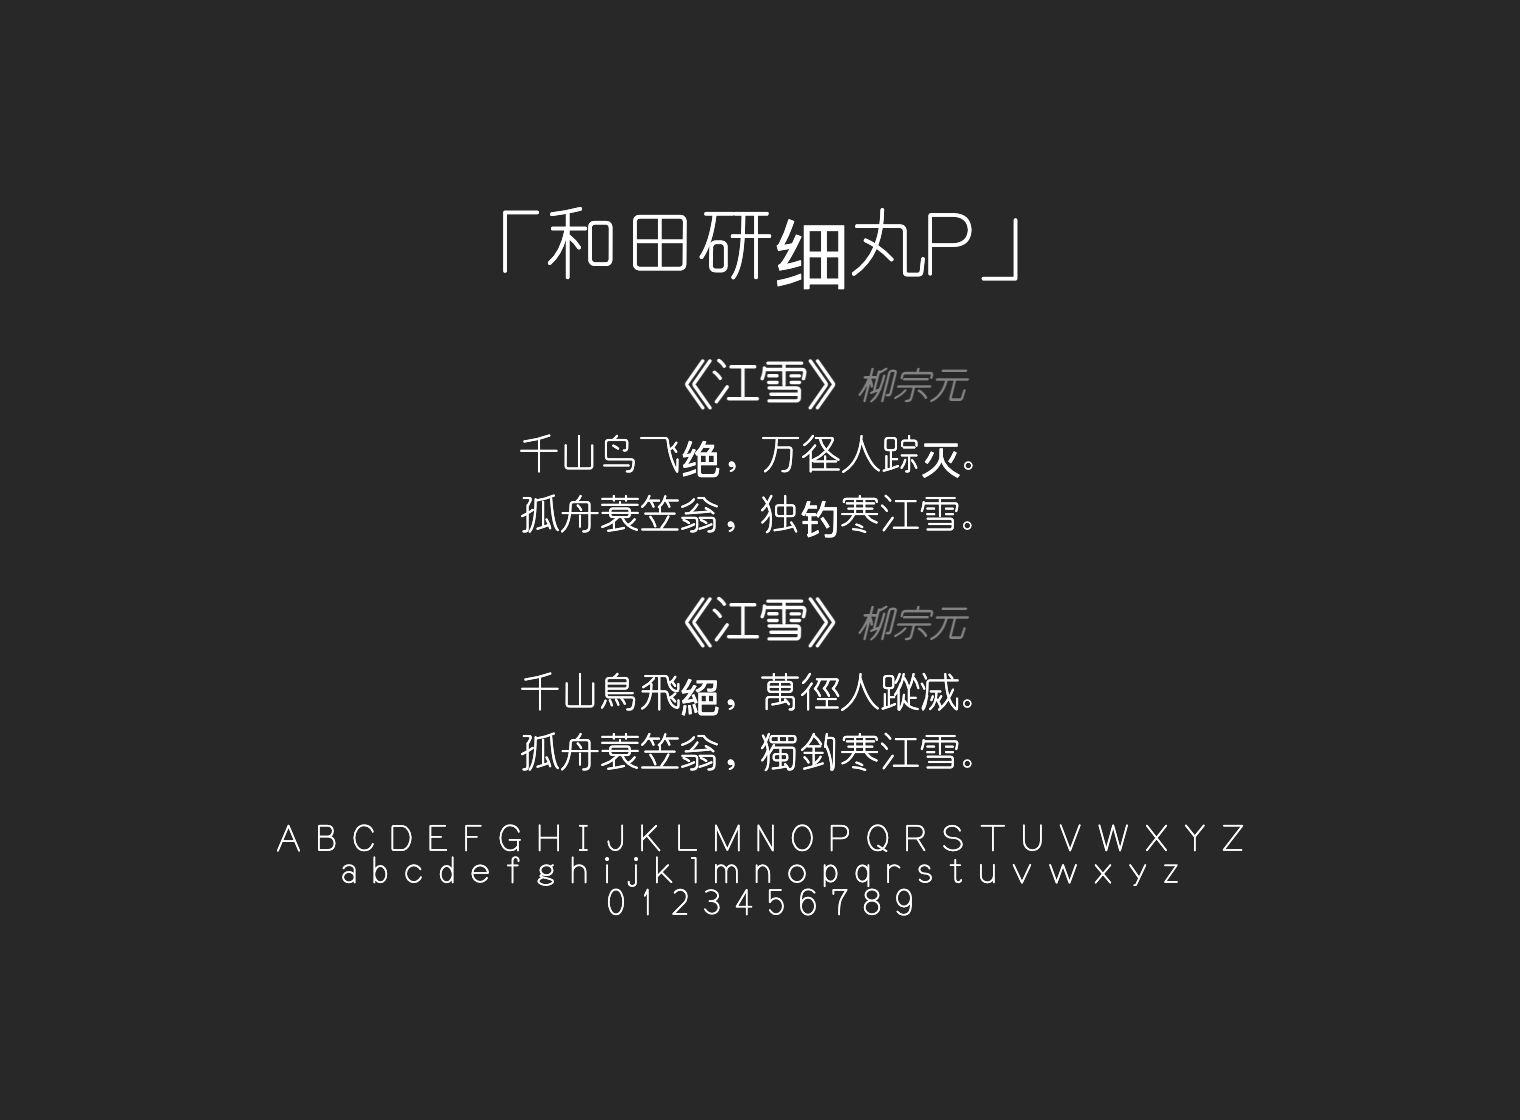 「和田研细丸P」
《江雪》 柳宗元
千山鸟飞绝，万径人踪灭。
孤舟蓑笠翁，独钓寒江雪。
《江雪》 柳宗元
千山鳥飛絕，萬徑人蹤滅。
孤舟蓑笠翁，獨釣寒江雪。
A B C D E F G H I J K L M N O P Q R S T U V W X Y Z
a b c d e f g h i j k l m n o p q r s t u v w x y z
0 1 2 3 4 5 6 7 8 9